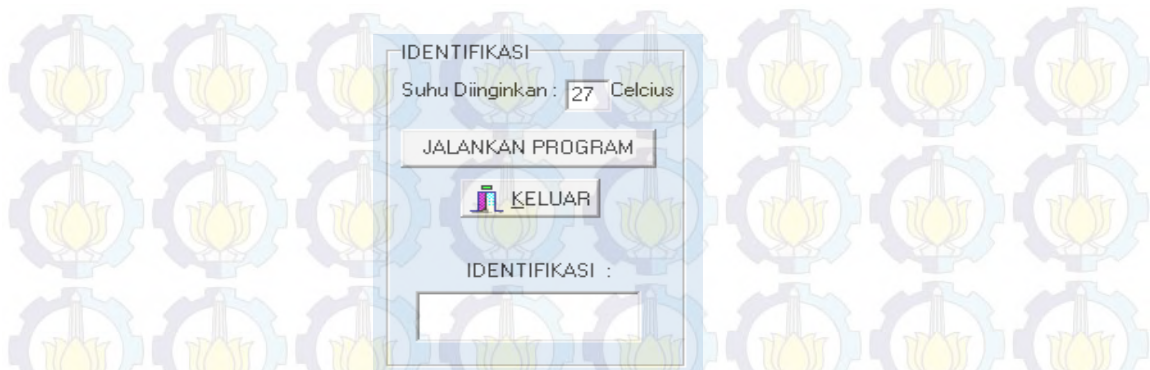 IDENTIFIKASI
Suhu Diinginkan : 27 Celcius
JALANKAN PROGRAM
KELUAR
IDENTIFIKASI :